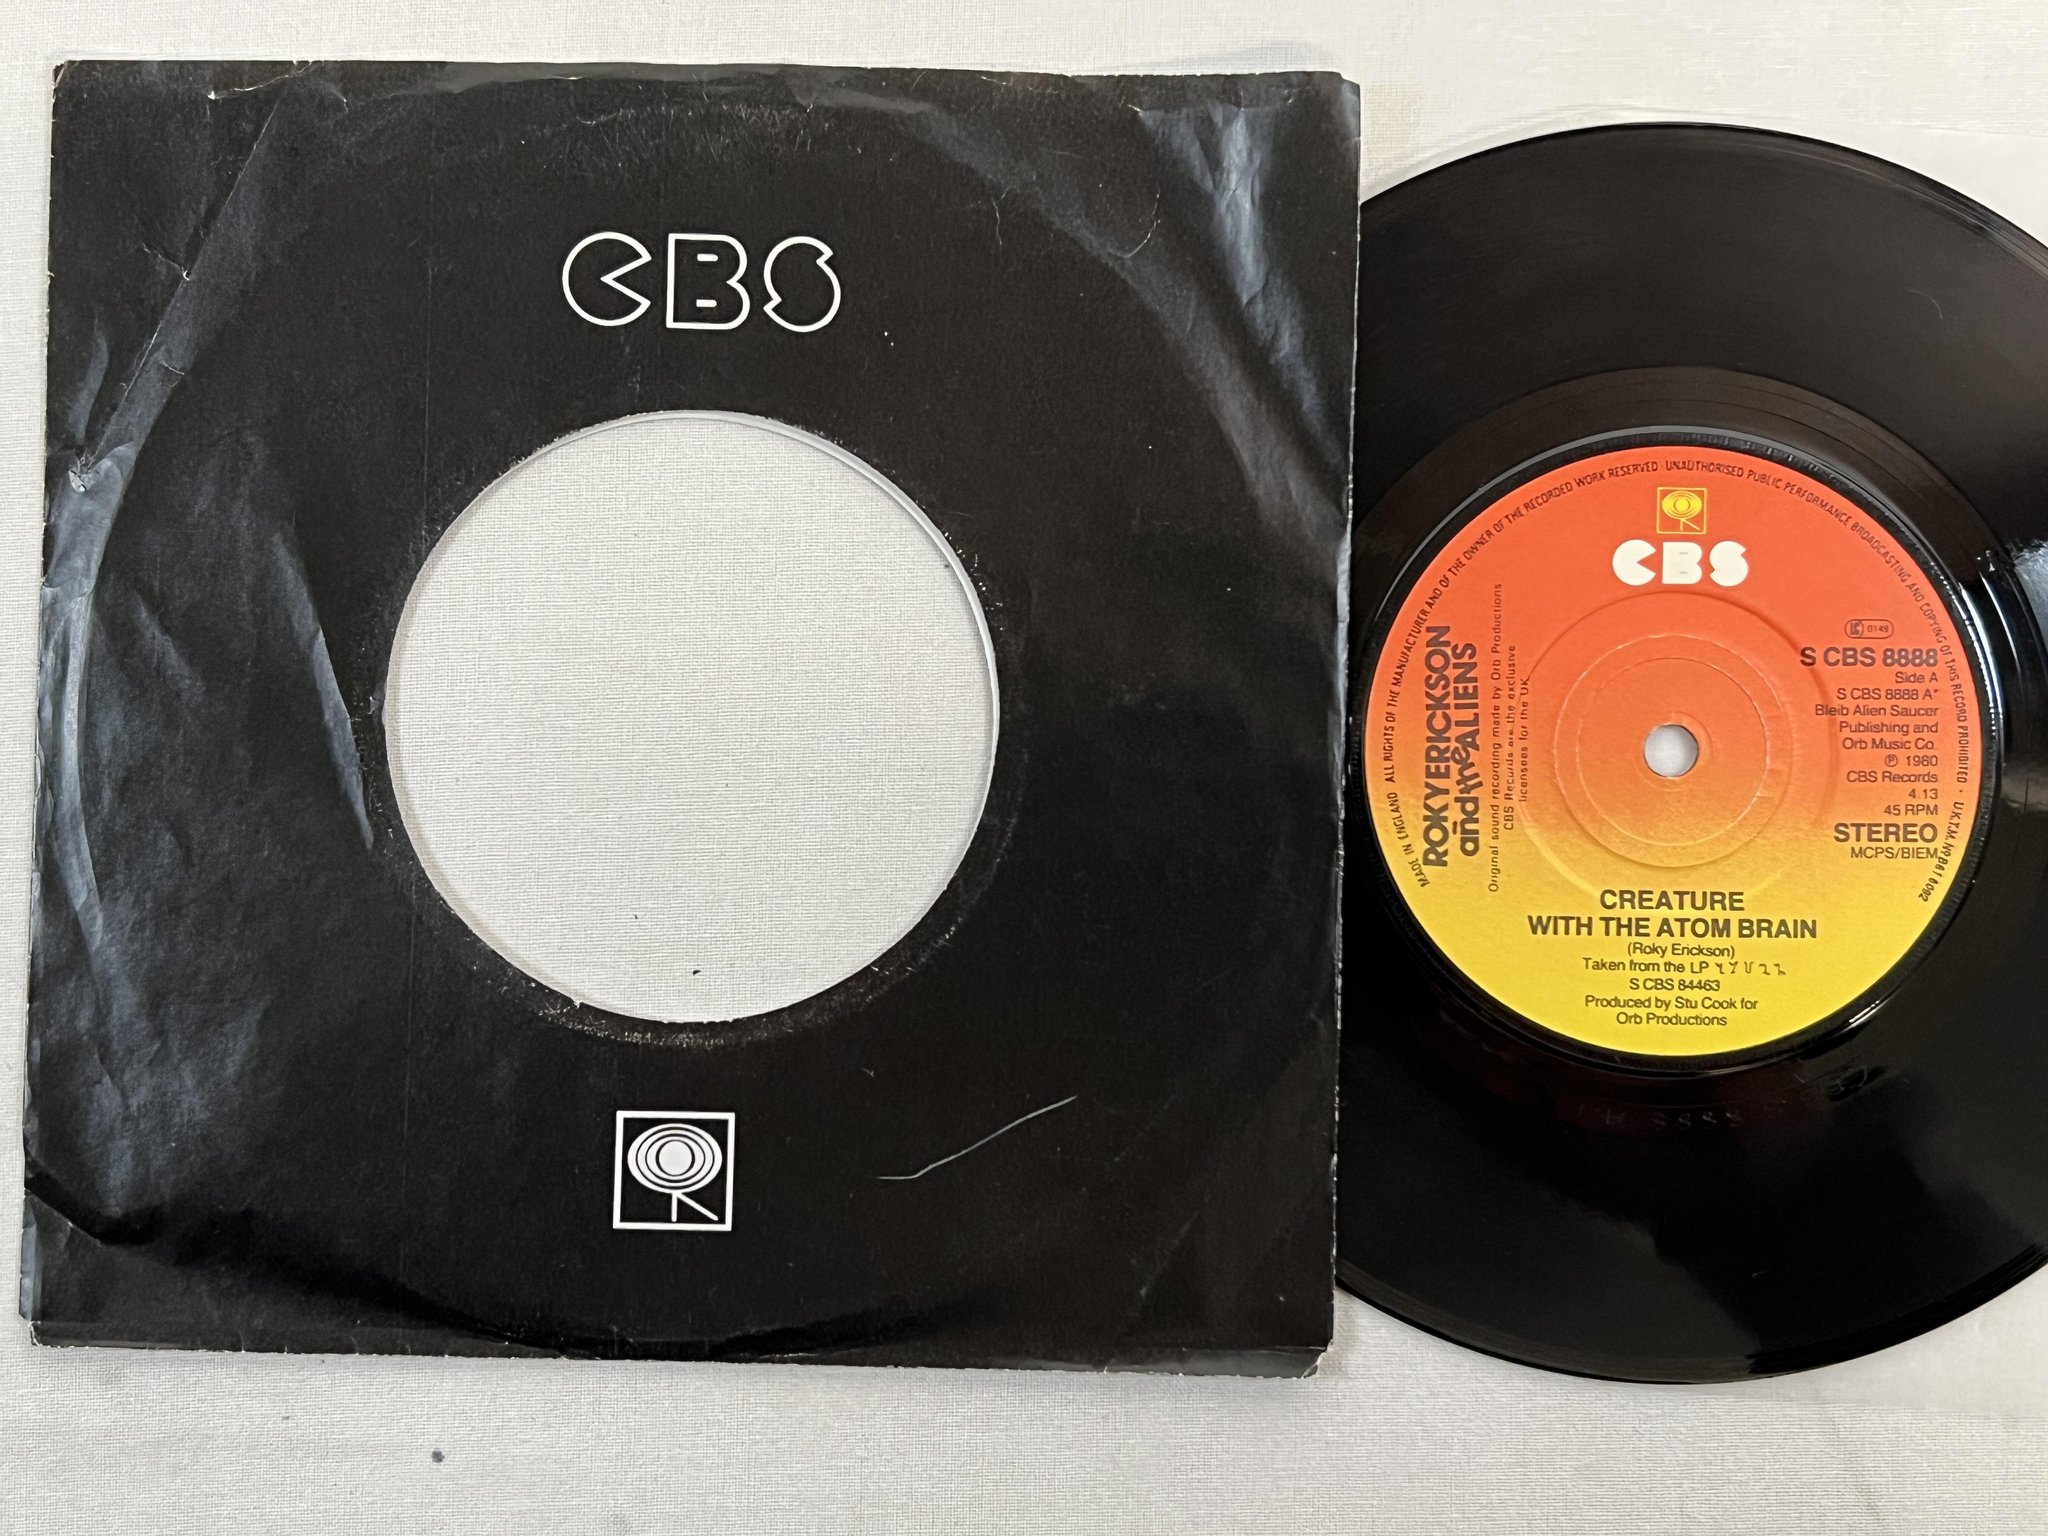 CBS
ALL RIGHTS OF THE MANUFACTURER AND OF THE OWNER OF THE RECORDED WORK RESERVED · UNAUTHORISED PUBLIC PERFORMANCE BROADCASTING AND COPYING OF THIS RECORD PROHIBITED · U.K.T.M. Nº B816092
MADE IN ENGLAND
CBS
ROKY ERICKSON
and the ALIENS
Original sound recording made by Orb Productions
CBS Records are the exclusive
licensees for the UK
0149
S CBS 8888
Side A
S CBS 8888 A*
Bleib Alien Saucer
Publishing and
Orb Music Co.
℗ 1980
CBS Records
4.13
45 RPM
STEREO
MCPS/BIEM
CREATURE
WITH THE ATOM BRAIN
(Roky Erickson)
Taken from the LP
S CBS 84463
Produced by Stu Cook for
Orb Productions